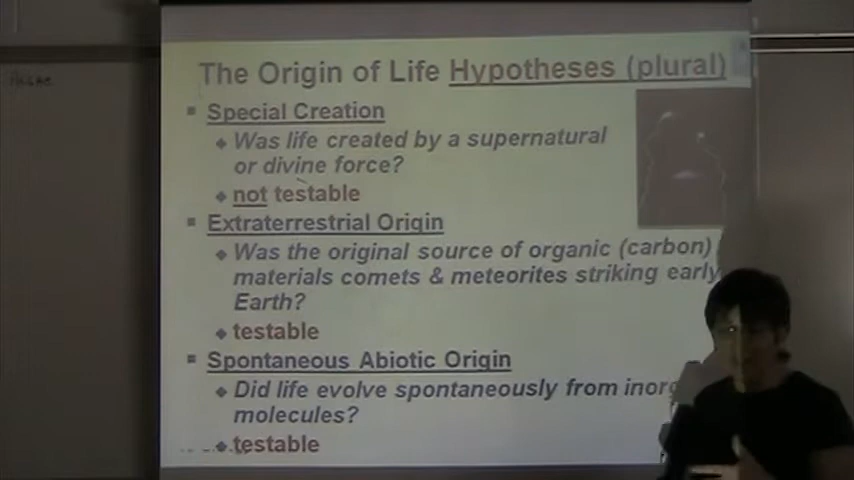 The Origin of Life Hypotheses (plural)
Special Creation
Was life created by a supernatural
or divine force?
not testable
Extraterrestrial Origin
Was the original source of organic (carbon)
materials comets & meteorites striking early
Earth?
testable
Spontaneous Abiotic Origin
Did life evolve spontaneously from inorg
molecules?
testable